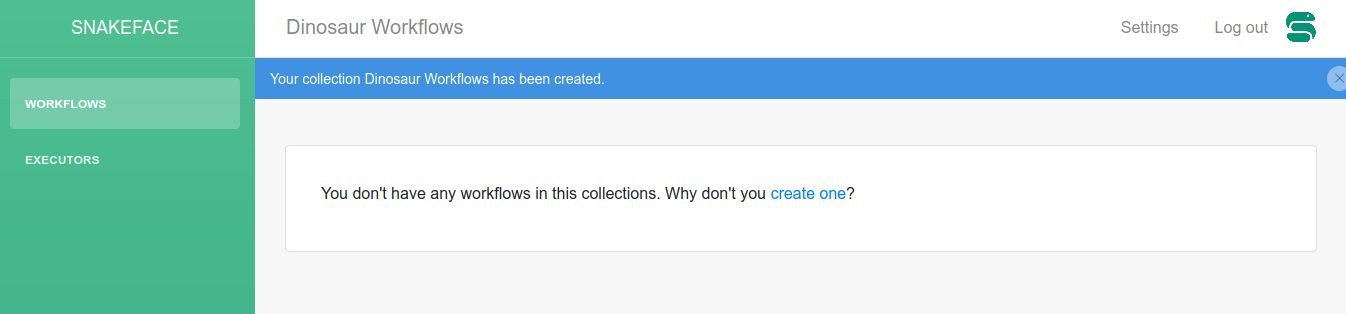 SNAKEFACE
Dinosaur Workflows
Settings
Log out
Your collection Dinosaur Workflows has been created.
WORKFLOWS
EXECUTORS
You don't have any workflows in this collections. Why don't you create one?